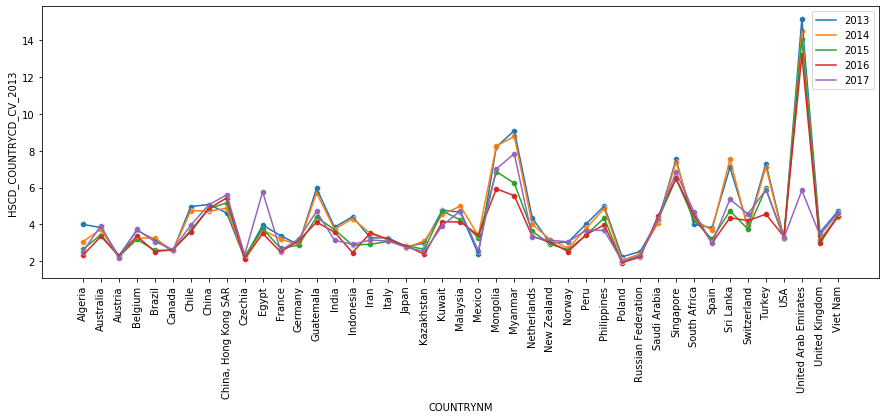 2013
2014
2015
2016
2017
14
12
10
8
6
4
2
HSCD_COUNTRYCD_CV_2013
Algeria
Australia
Austria
Belgium
Brazil
Canada
Chile
China
China, Hong Kong SAR
Czechia
Egypt
France
Germany
Guatemala
India
Indonesia
Iran
Italy
Japan
Kazakhstan
Kuwait
Malaysia
Mexico
Mongolia
Myanmar
Netherlands
New Zealand
Norway
Peru
Philippines
Poland
Russian Federation
Saudi Arabia
Singapore
South Africa
Spain
Sri Lanka
Switzerland
Turkey
USA
United Arab Emirates
United Kingdom
Viet Nam
COUNTRYNM